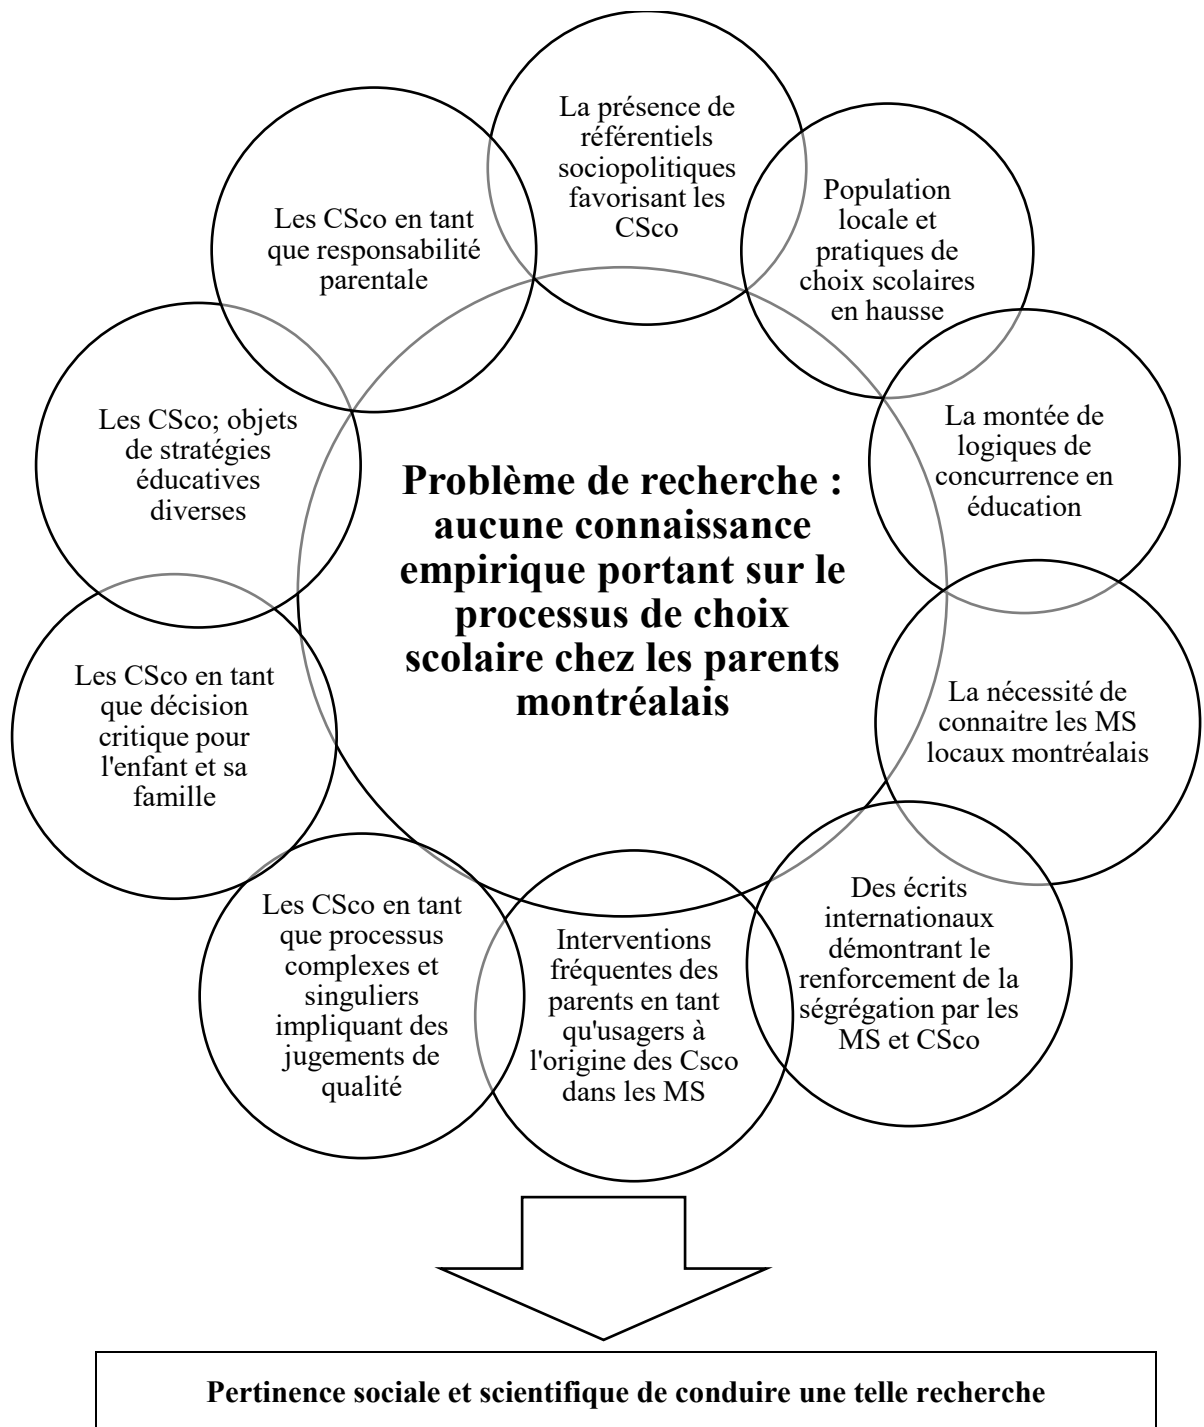 La présence de
référentiels
sociopolitiques
favorisant les
CSco
Population
locale et
pratiques de
choix scolaires
en hausse
La montée de
logiques de
concurrence en
éducation
La nécessité de
connaitre les MS
locaux montréalais
Des écrits
internationaux
démontrant le
renforcement de la
ségrégation par les
MS et CSco
Interventions
fréquentes des
parents en tant
qu'usagers à
l'origine des Csco
dans les MS
Les CSco en tant
que processus
complexes et
singuliers
impliquant des
jugements de
qualité
Les CSco en tant
que décision
critique pour
l'enfant et sa
famille
Les CSco; objets
de stratégies
éducatives
diverses
Les CSco en tant
que responsabilité
parentale
Problème de recherche :
aucune connaissance
empirique portant sur le
processus de choix
scolaire chez les parents
montréalais
Pertinence sociale et scientifique de conduire une telle recherche